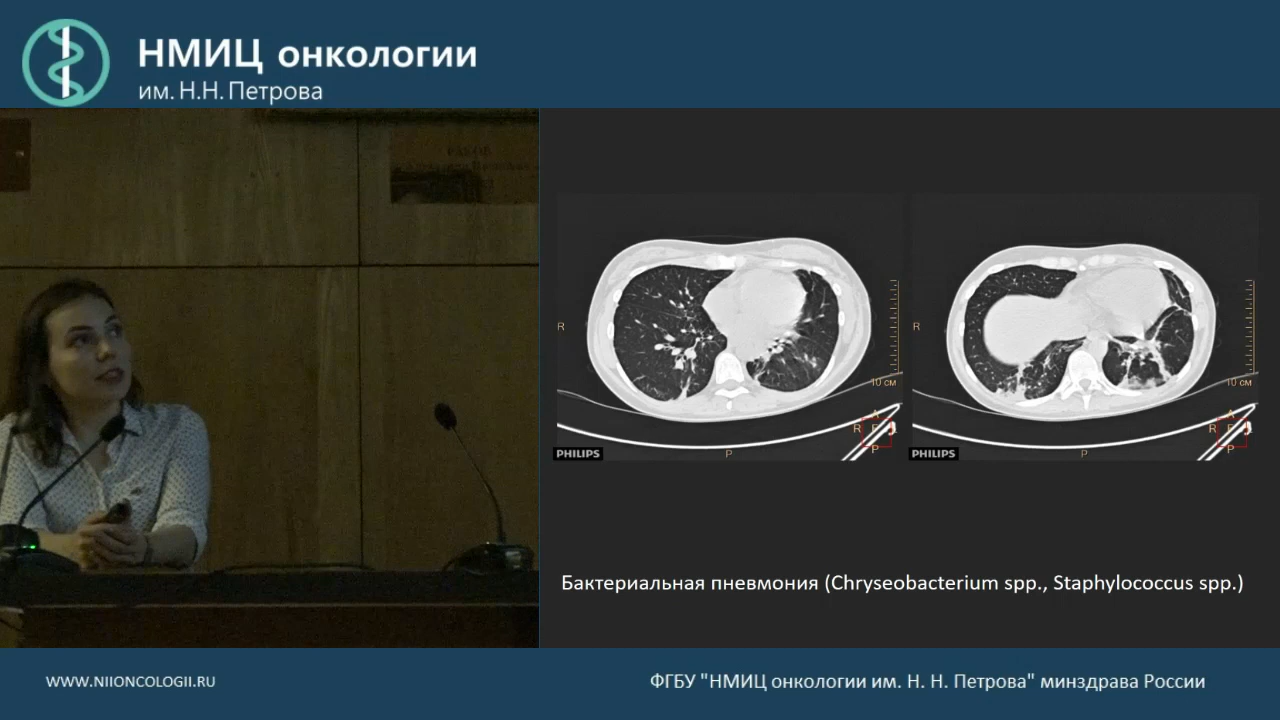 НМИЦ онкологии
им. Н.Н. Петрова
R
10 см
A
R
F
L
P
PHILIPS
P
R
10 см
A
R
F
L
P
PHILIPS
P
Бактериальная пневмония (Chryseobacterium spp., Staphylococcus spp.)
WWW.NIIONCOLOGII.RU
ФГБУ "НМИЦ онкологии им. Н. Н. Петрова" минздрава России